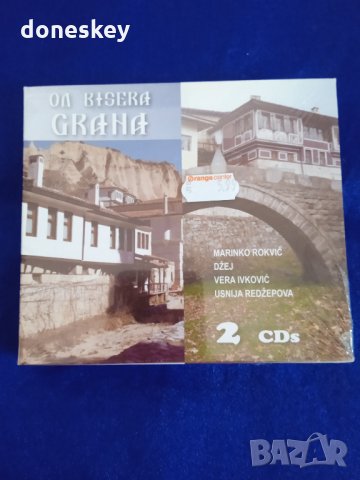 doneskey
OD BISERA
GRANA
Orange center
MARINKO ROKVIĆ
DŽEJ
VERA IVKOVIĆ
USNIJA REDŽEPOVA
2 CDs
BAZAR